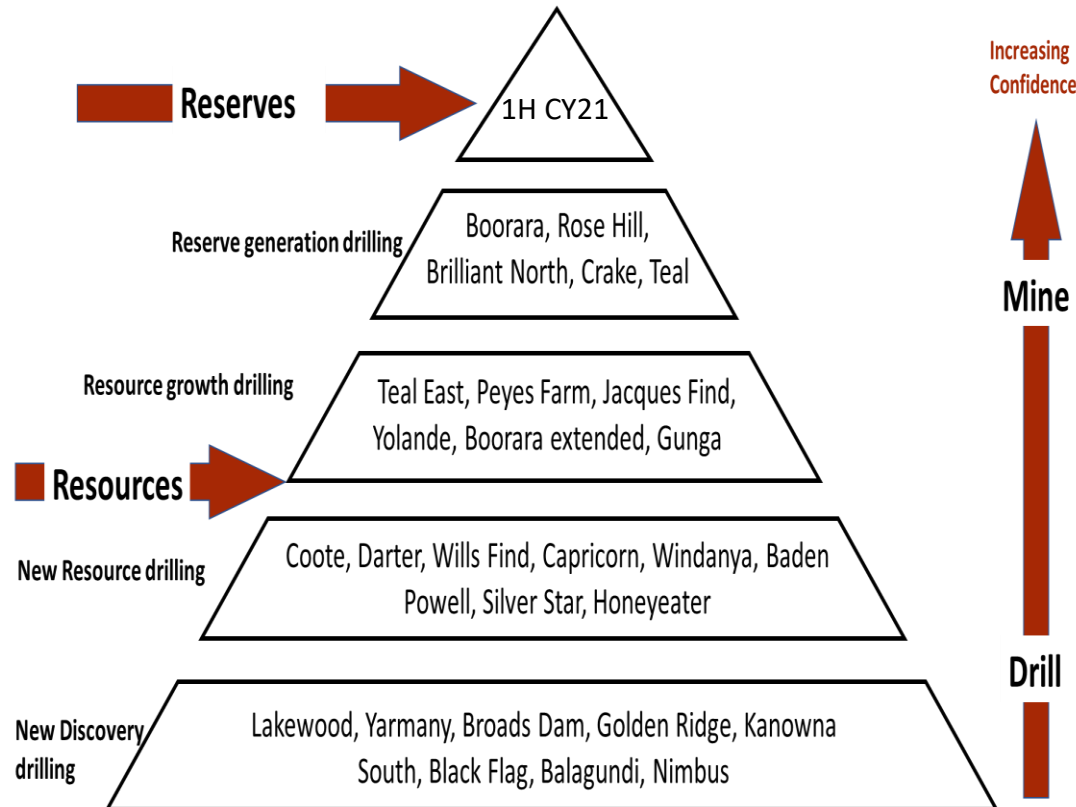 Increasing
Confidence
Reserves
1H CY21
Reserve generation drilling
Boorara, Rose Hill,
Brilliant North, Crake, Teal
Mine
Resource growth drilling
Teal East, Peyes Farm, Jacques Find,
Yolande, Boorara extended, Gunga
Resources
New Resource drilling
Coote, Darter, Wills Find, Capricorn, Windanya, Baden
Powell, Silver Star, Honeyeater
Drill
New Discovery
drilling
Lakewood, Yarmany, Broads Dam, Golden Ridge, Kanowna
South, Black Flag, Balagundi, Nimbus